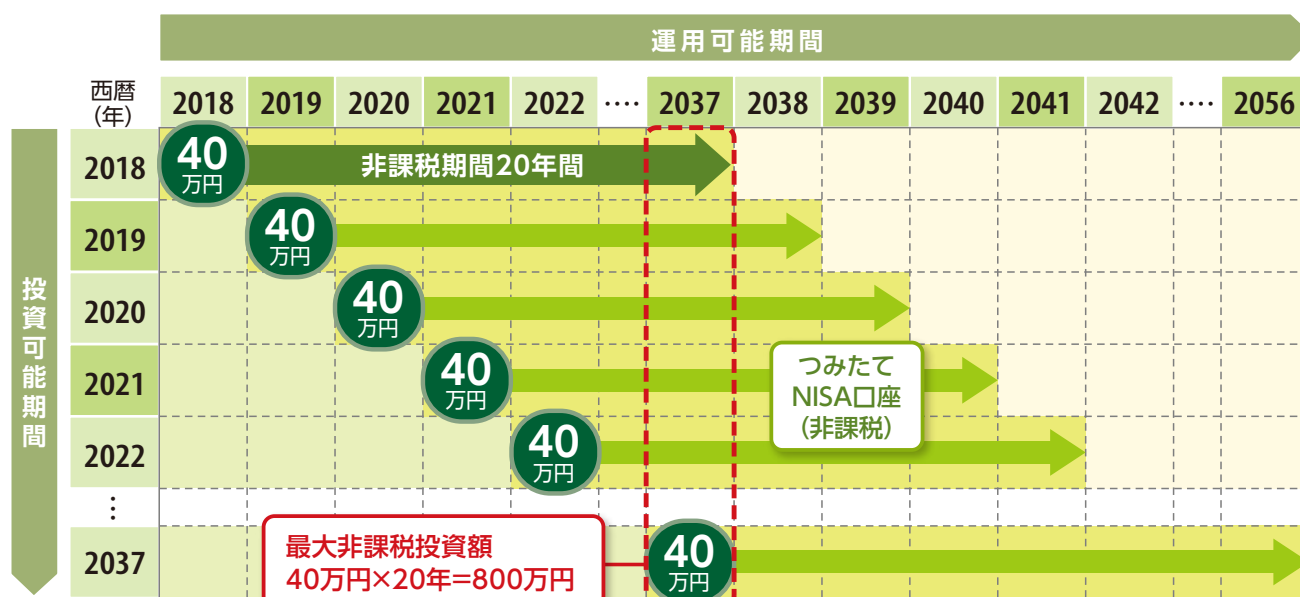 運用可能期間
西暦
(年)
2018 2019 2020 2021 2022 ‥‥ 2037 2038 2039 2040 2041 2042 ‥‥ 2056
投資可能期間
2018
40
万円
非課税期間20年間
2019
40
万円
2020
40
万円
2021
40
万円
つみたて
NISA口座
(非課税)
2022
40
万円
⋮
2037
40
万円
最大非課税投資額
40万円×20年=800万円